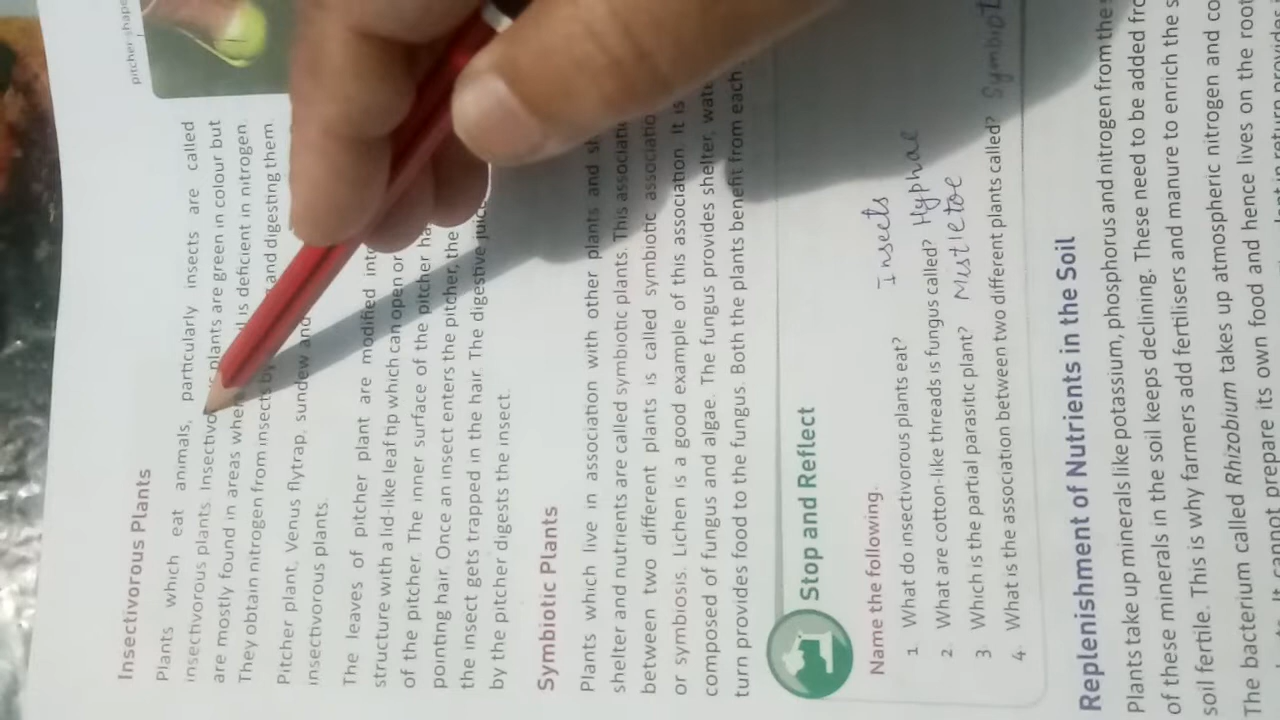 pitcher shape
Insectivorous Plants
Plants which eat animals, particularly insects are called
insectivorous plants. Insectivo plants are green in colour but
are mostly found in areas where is deficient in nitrogen.
They obtain nitrogen from insects by and digesting them.
Pitcher plant, Venus flytrap, sundew and
insectivorous plants.
The leaves of pitcher plant are modified into
structure with a lid-like leaf tip which can open or
of the pitcher. The inner surface of the pitcher
pointing hair. Once an insect enters the pitcher, the
the insect gets trapped in the hair. The digestive juice
by the pitcher digests the insect.
Symbiotic Plants
Plants which live in association with other plants and
shelter and nutrients are called symbiotic plants. This
between two different plants is called symbiotic
or symbiosis. Lichen is a good example of this association. It is
composed of fungus and algae. The fungus provides shelter,
turn provides food to the fungus. Both the plants benefit from each
Stop and Reflect
Name the following.
1. What do insectivorous plants eat? Insects
2. What are cotton-like threads is fungus called? Hyphae
3. Which is the partial parasitic plant? Mistletoe
4. What is the association between two different plants called? Symbiot
Replenishment of Nutrients in the Soil
Plants take up minerals like potassium, phosphorus and nitrogen from the
of these minerals in the soil keeps declining. These need to be added
soil fertile. This is why farmers add fertilisers and manure to enrich the
The bacterium called Rhizobium takes up atmospheric nitrogen and
It cannot prepare its own food and hence lives on the
in return provides